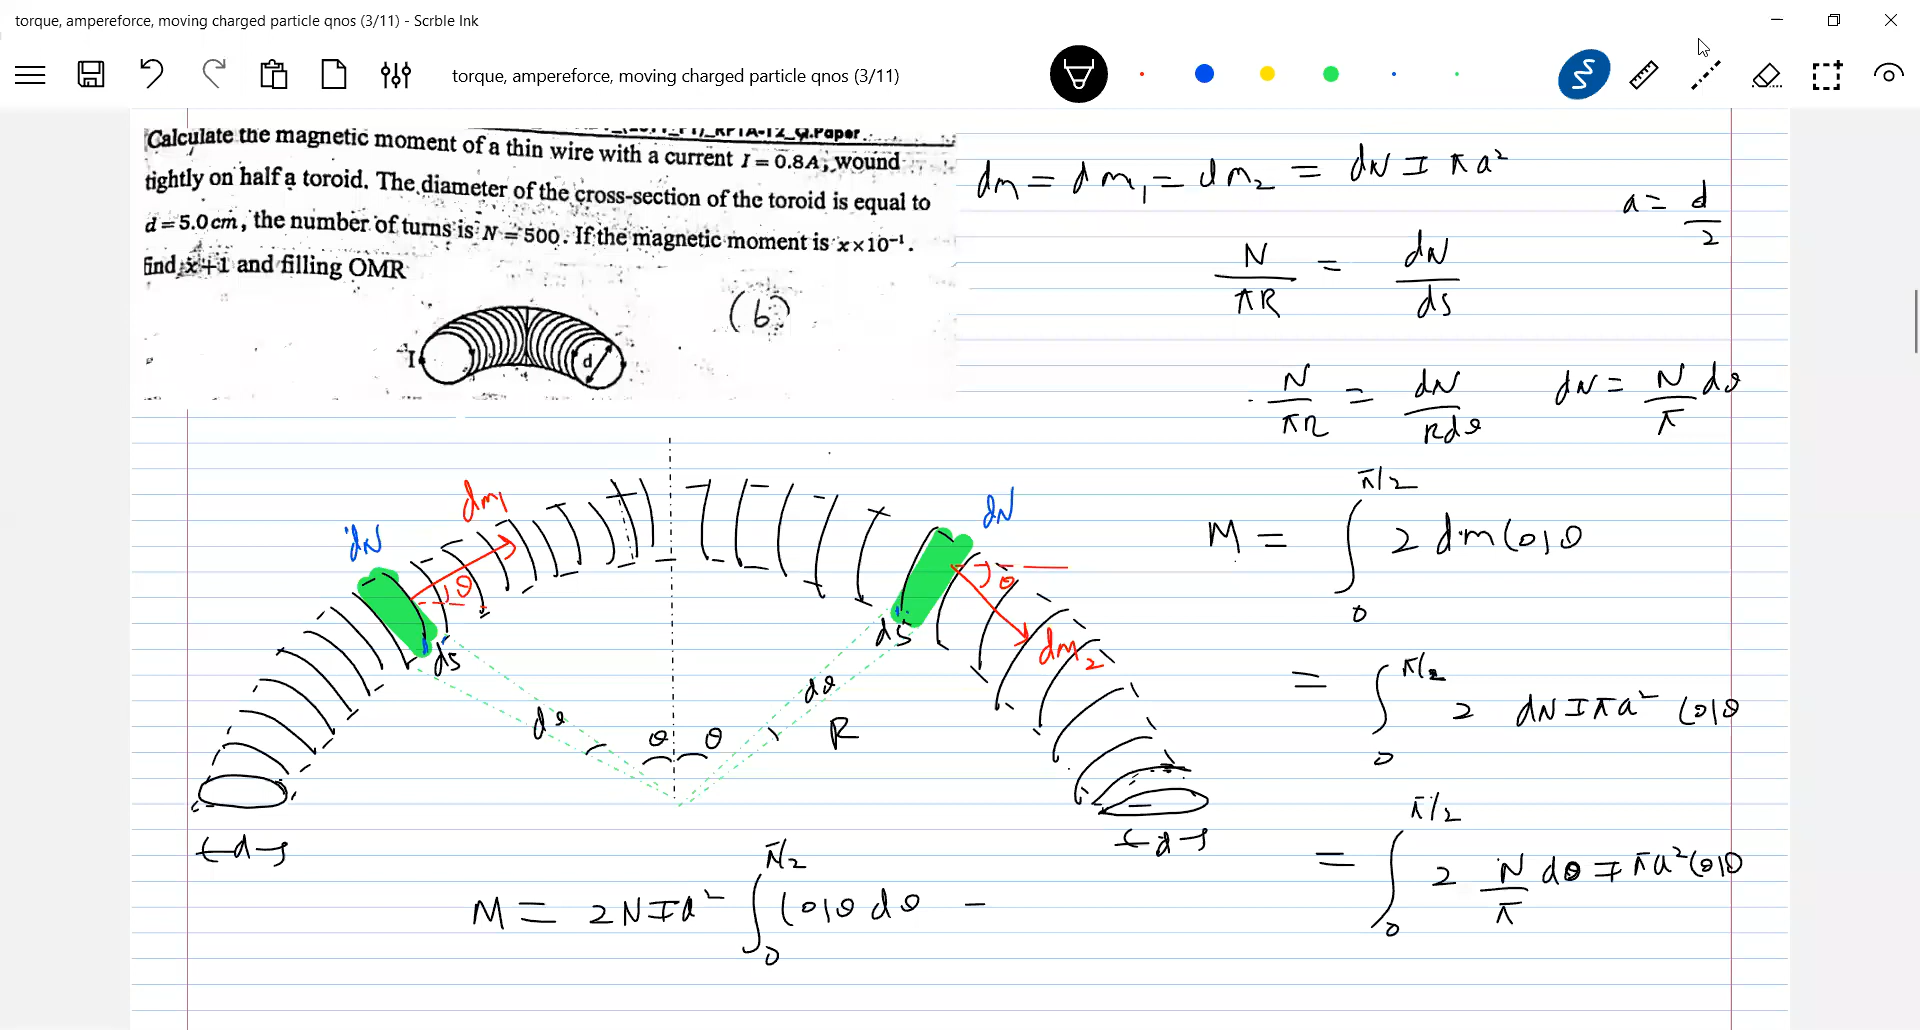 torque, ampereforce, moving charged particle qnos (3/11) - Scrble Ink
torque, ampereforce, moving charged particle qnos (3/11)
Q.Paper
Calculate the magnetic moment of a thin wire with a current I = 0.8A, wound
tightly on half a toroid. The diameter of the cross-section of the toroid is equal to
d = 5.0 cm, the number of turns is N = 500. If the magnetic moment is x×10⁻¹.
find x+1 and filling OMR
(6)
I
d
dm = dm₁ = dm₂ = dN I π a²
a = d/2
N/πR = dN/ds
N/πR = dN/Rdθ
dN = N/π dθ
M = ∫₀^π/2 2 dm cosθ
= ∫₀^π/2 2 dN I π a² cosθ
= ∫₀^π/2 2 N/π dθ I π a² cosθ
dN
dm₁
θ
ds
dN
θ
dm₂
ds
dθ
dθ
R
θ
θ
d
d
M = 2NIa² ∫₀^π/2 cosθ dθ =